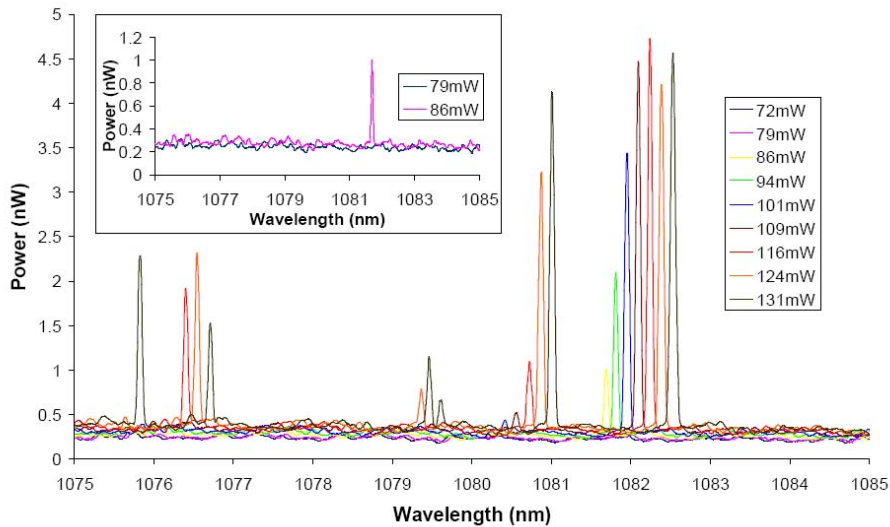 5
4.5
4
3.5
3
2.5
2
1.5
1
0.5
0
Power (nW)
1075 1076 1077 1078 1079 1080 1081 1082 1083 1084 1085
Wavelength (nm)
1.2
1
0.8
0.6
0.4
0.2
0
Power (nW)
1075 1077 1079 1081 1083 1085
Wavelength (nm)
79mW
86mW
72mW
79mW
86mW
94mW
101mW
109mW
116mW
124mW
131mW